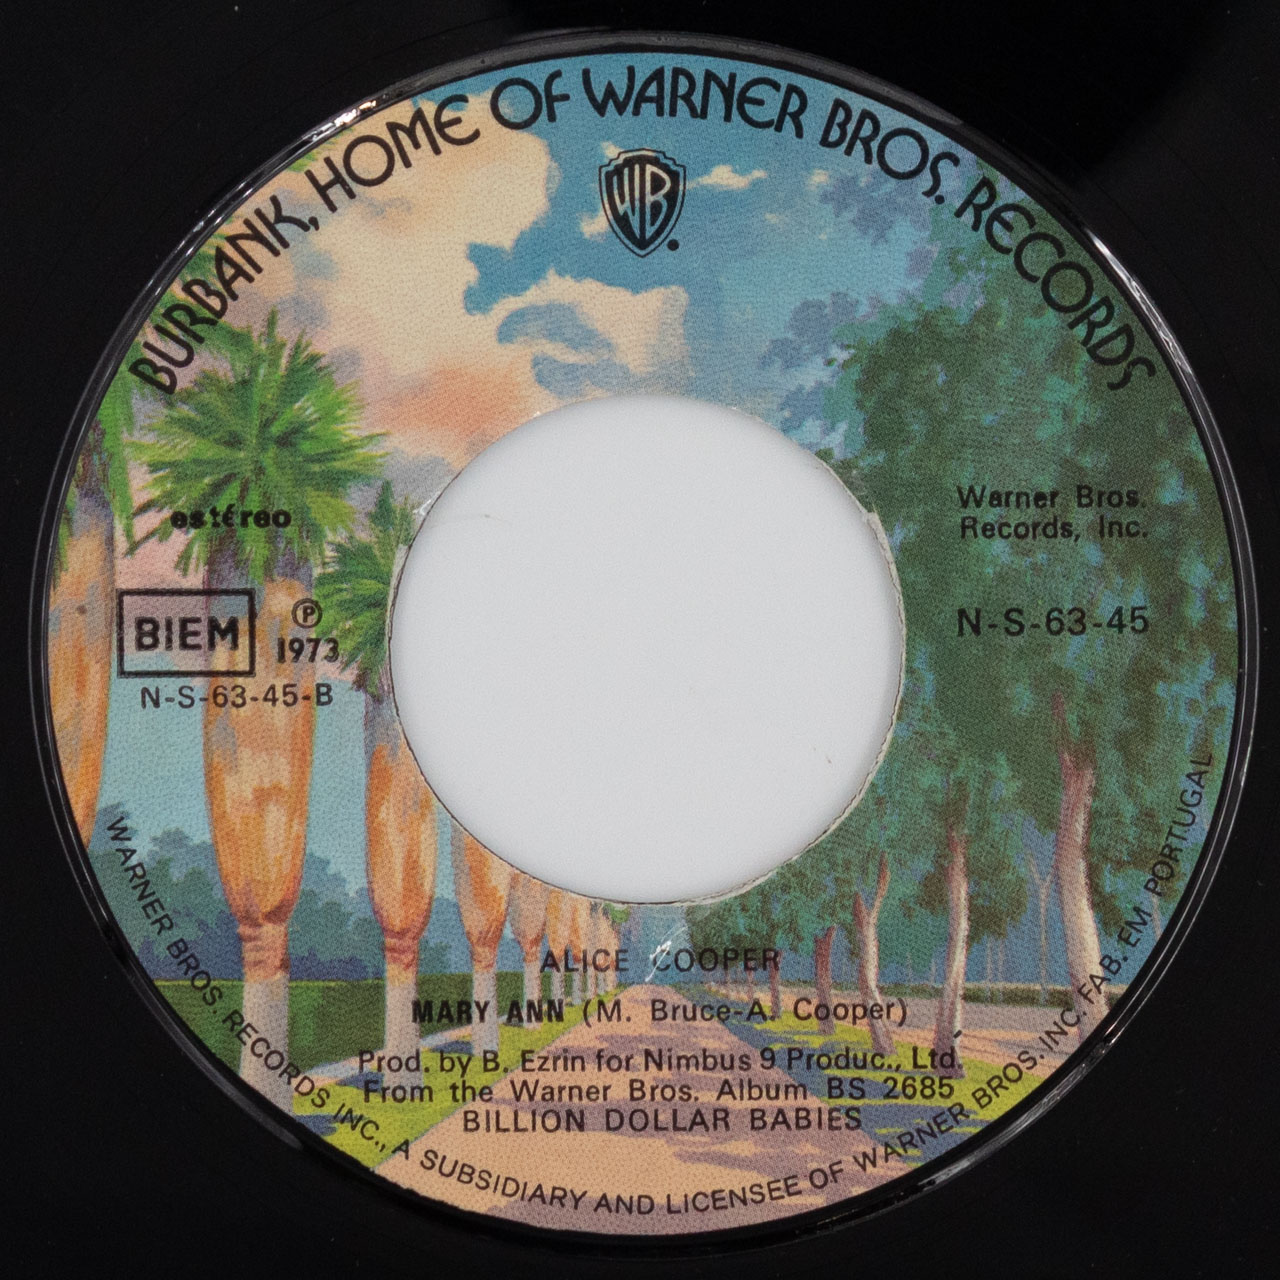 BURBANK, HOME OF WARNER BROS. RECORDS
WB
estéreo
Warner Bros.
Records, Inc.
BIEM
Ⓟ
1973
N-S-63-45
N-S-63-45-B
ALICE COOPER
MARY ANN (M. Bruce-A. Cooper)
Prod. by B. Ezrin for Nimbus 9 Produc., Ltd.
From the Warner Bros. Album BS 2685
BILLION DOLLAR BABIES
WARNER BROS. RECORDS INC., A SUBSIDIARY AND LICENSEE OF WARNER BROS. INC. FAB. EM PORTUGAL